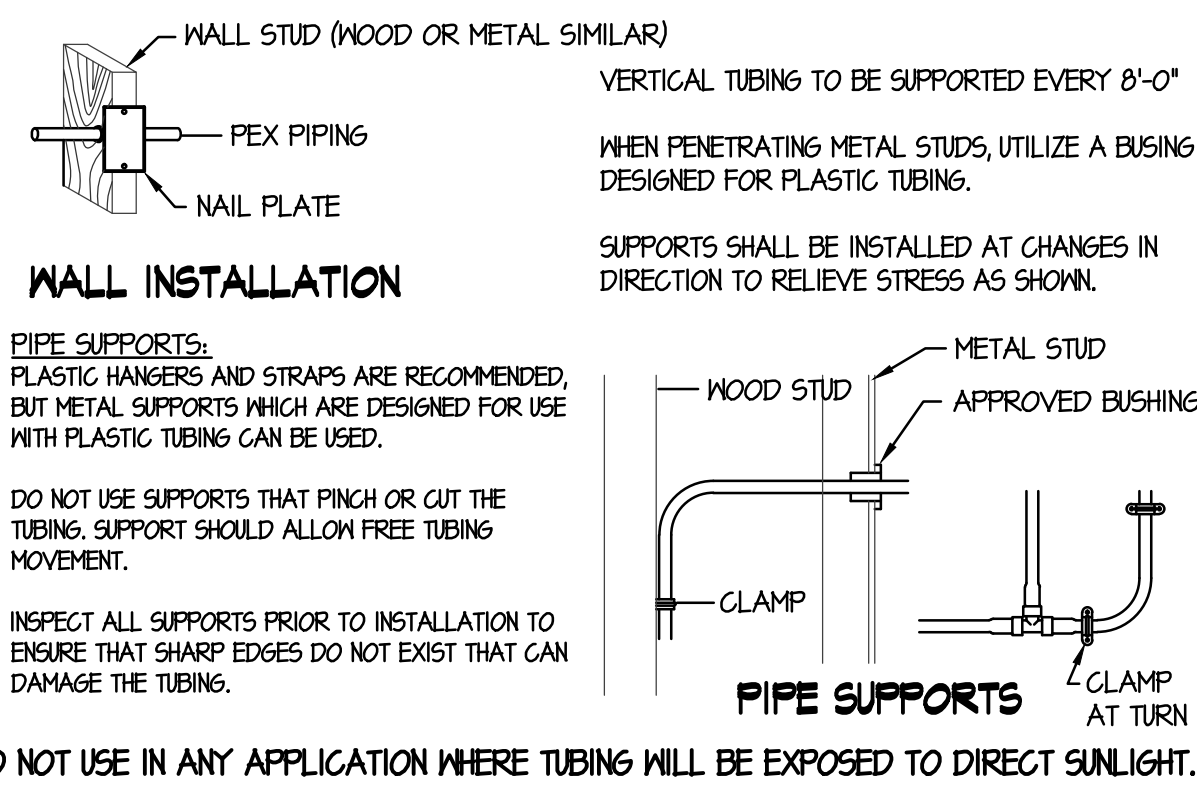 WALL STUD (WOOD OR METAL SIMILAR)
PEX PIPING
NAIL PLATE
WALL INSTALLATION
PIPE SUPPORTS:
PLASTIC HANGERS AND STRAPS ARE RECOMMENDED,
BUT METAL SUPPORTS WHICH ARE DESIGNED FOR USE
WITH PLASTIC TUBING CAN BE USED.
DO NOT USE SUPPORTS THAT PINCH OR CUT THE
TUBING. SUPPORT SHOULD ALLOW FREE TUBING
MOVEMENT.
INSPECT ALL SUPPORTS PRIOR TO INSTALLATION TO
ENSURE THAT SHARP EDGES DO NOT EXIST THAT CAN
DAMAGE THE TUBING.
VERTICAL TUBING TO BE SUPPORTED EVERY 8'-0"
WHEN PENETRATING METAL STUDS, UTILIZE A BUSING
DESIGNED FOR PLASTIC TUBING.
SUPPORTS SHALL BE INSTALLED AT CHANGES IN
DIRECTION TO RELIEVE STRESS AS SHOWN.
METAL STUD
WOOD STUD
APPROVED BUSHING
CLAMP
CLAMP
AT TURN
PIPE SUPPORTS
NOT USE IN ANY APPLICATION WHERE TUBING WILL BE EXPOSED TO DIRECT SUNLIGHT.